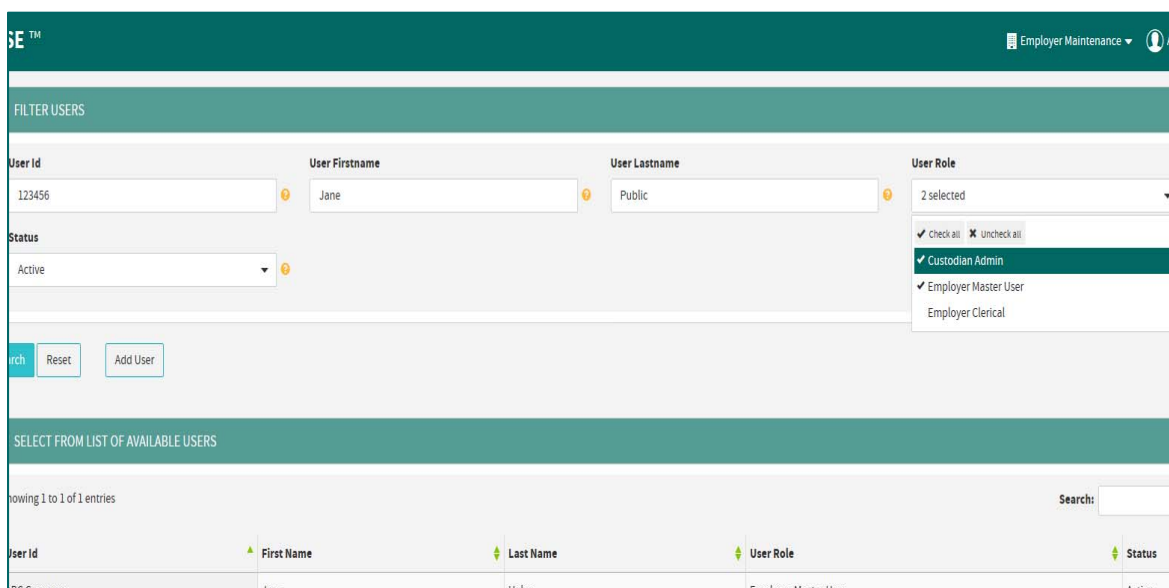 SE ™
Employer Maintenance
FILTER USERS
User Id User Firstname User Lastname User Role
123456 Jane Public 2 selected
Check all Uncheck all
Status
Active
Custodian Admin
Employer Master User
Employer Clerical
Reset Add User
SELECT FROM LIST OF AVAILABLE USERS
howing 1 to 1 of 1 entries Search:
User Id First Name Last Name User Role Status